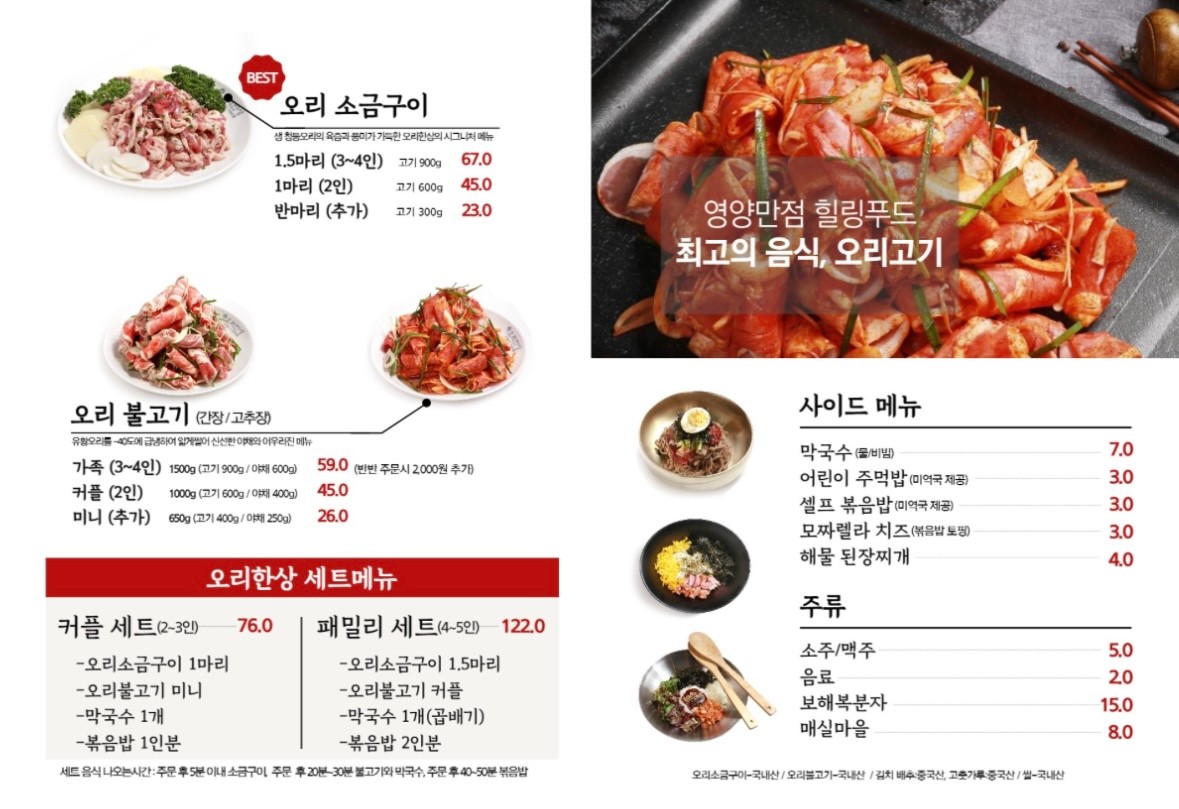 BEST
오리 소금구이
생 청둥오리의 육즙과 풍미가 가득한 오리한상의 시그니처 메뉴
1.5마리 (3~4인) 고기 900g 67.0
1마리 (2인) 고기 600g 45.0
반마리 (추가) 고기 300g 23.0
오리 불고기 (간장 / 고추장)
유황오리를 -40도에 급냉하여 얇게썰어 신선한 야채와 어우러진 메뉴
가족 (3~4인) 1500g (고기 900g / 야채 600g) 59.0 (반반 주문시 2,000원 추가)
커플 (2인) 1000g (고기 600g / 야채 400g) 45.0
미니 (추가) 650g (고기 400g / 야채 250g) 26.0
오리한상 세트메뉴
커플 세트(2~3인) 76.0
-오리소금구이 1마리
-오리불고기 미니
-막국수 1개
-볶음밥 1인분
패밀리 세트(4~5인) 122.0
-오리소금구이 1.5마리
-오리불고기 커플
-막국수 1개(곱배기)
-볶음밥 2인분
세트 음식 나오는시간 : 주문 후 5분 이내 소금구이, 주문 후 20분~30분 불고기와 막국수, 주문 후 40~50분 볶음밥
영양만점 힐링푸드
최고의 음식, 오리고기
사이드 메뉴
막국수 (물/비빔) 7.0
어린이 주먹밥 (미역국 제공) 3.0
셀프 볶음밥 (미역국 제공) 3.0
모짜렐라 치즈 (볶음밥 토핑) 3.0
해물 된장찌개 4.0
주류
소주/맥주 5.0
음료 2.0
보해복분자 15.0
매실마을 8.0
오리소금구이-국내산 / 오리불고기-국내산 / 김치 배추:중국산, 고춧가루:중국산 / 쌀-국내산